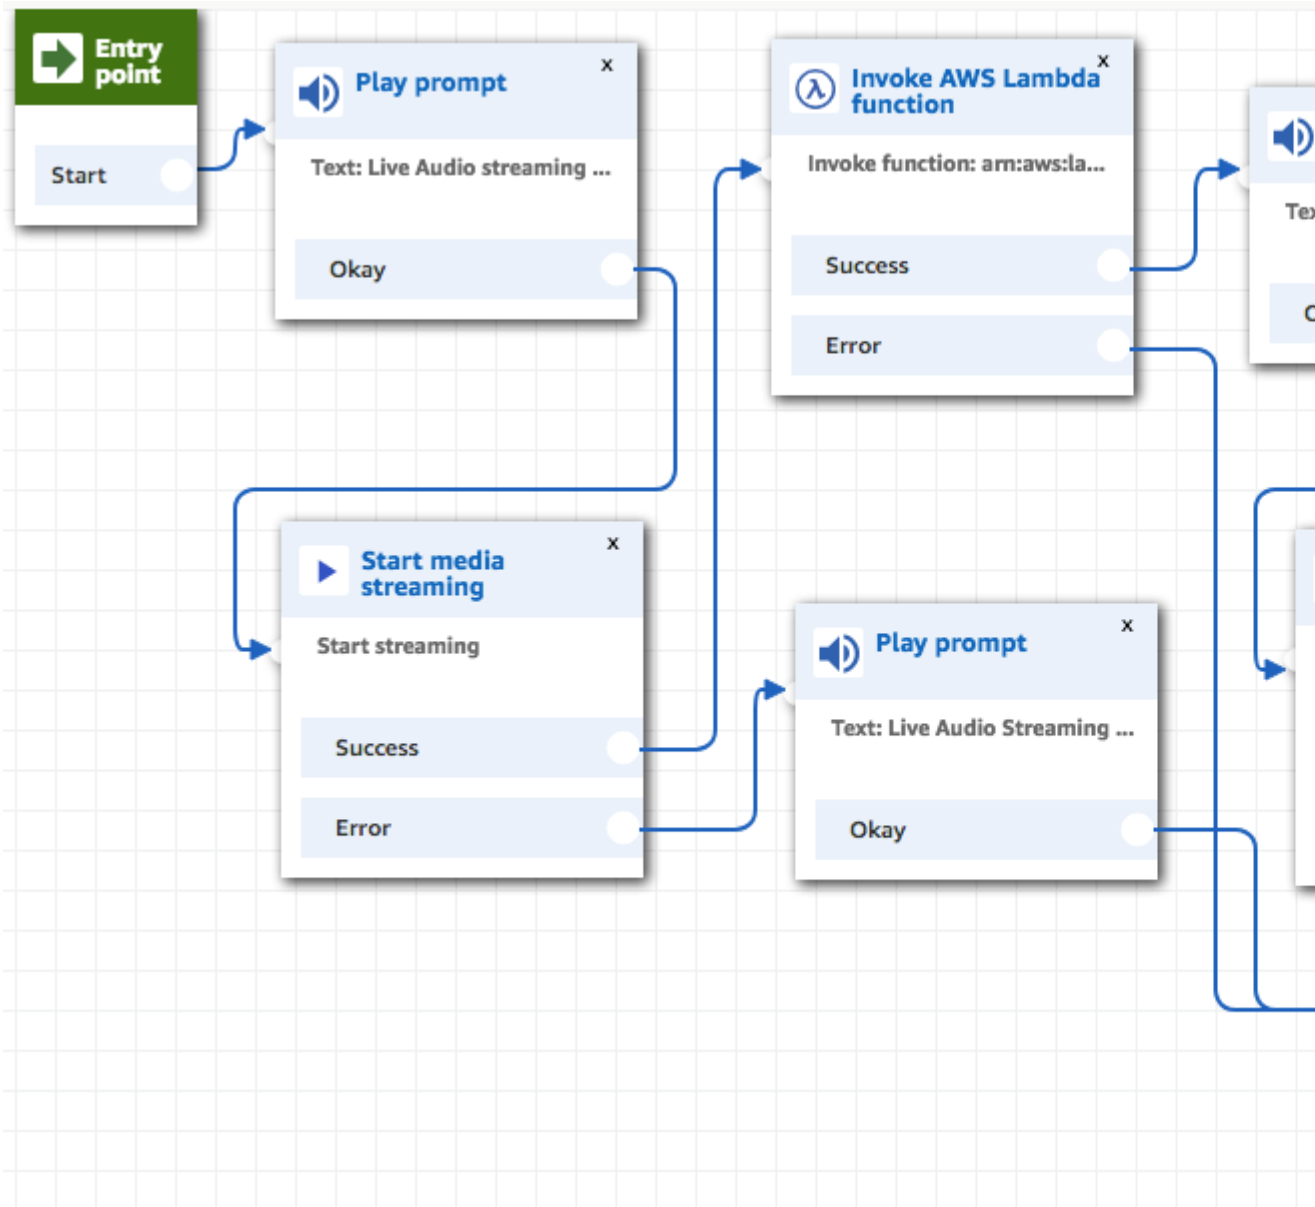 Entry
point
Start
x
Play prompt
Text: Live Audio streaming ...
Okay
x
Invoke AWS Lambda
function
Invoke function: arn:aws:la...
Success
Error
x
Start media
streaming
Start streaming
Success
Error
x
Play prompt
Text: Live Audio Streaming ...
Okay